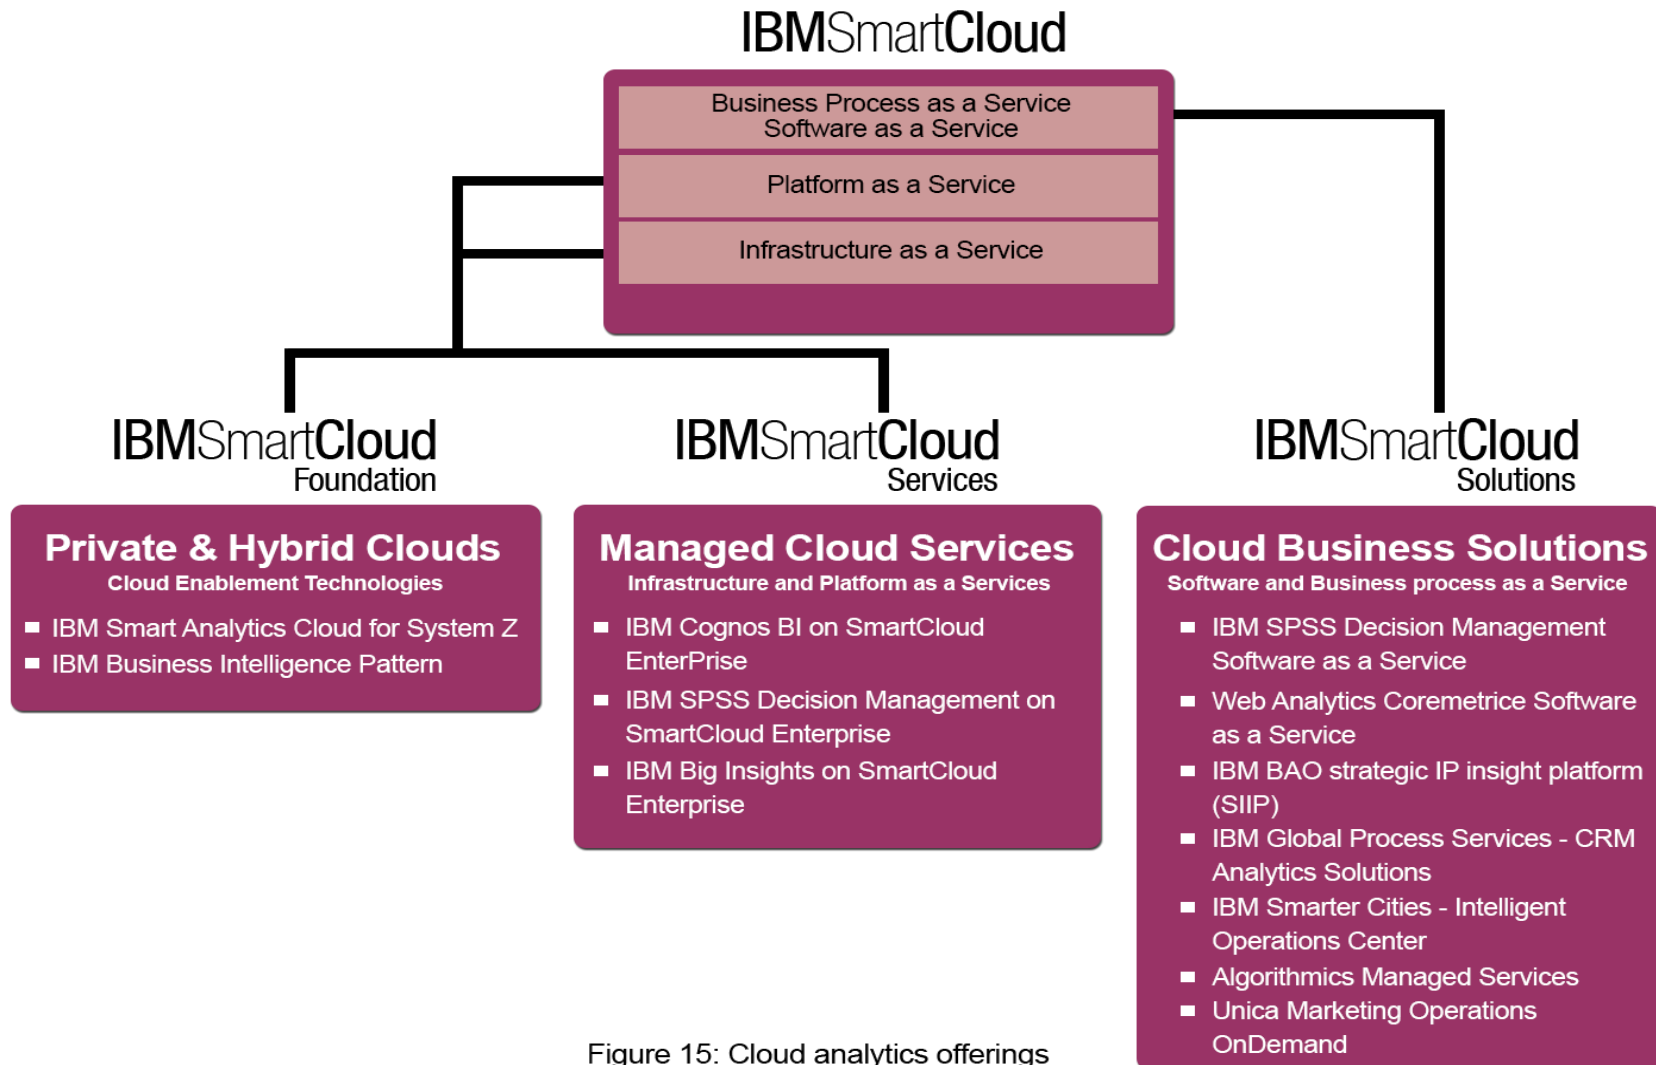 IBMSmartCloud
Business Process as a Service
Software as a Service
Platform as a Service
Infrastructure as a Service
IBMSmartCloud
Foundation
Private & Hybrid Clouds
Cloud Enablement Technologies
IBM Smart Analytics Cloud for System Z
IBM Business Intelligence Pattern
IBMSmartCloud
Services
Managed Cloud Services
Infrastructure and Platform as a Services
IBM Cognos BI on SmartCloud
EnterPrise
IBM SPSS Decision Management on
SmartCloud Enterprise
IBM Big Insights on SmartCloud
Enterprise
IBMSmartCloud
Solutions
Cloud Business Solutions
Software and Business process as a Service
IBM SPSS Decision Management
Software as a Service
Web Analytics Coremetrice Software
as a Service
IBM BAO strategic IP insight platform
(SIIP)
IBM Global Process Services - CRM
Analytics Solutions
IBM Smarter Cities - Intelligent
Operations Center
Algorithmics Managed Services
Unica Marketing Operations
OnDemand
Figure 15: Cloud analytics offerings